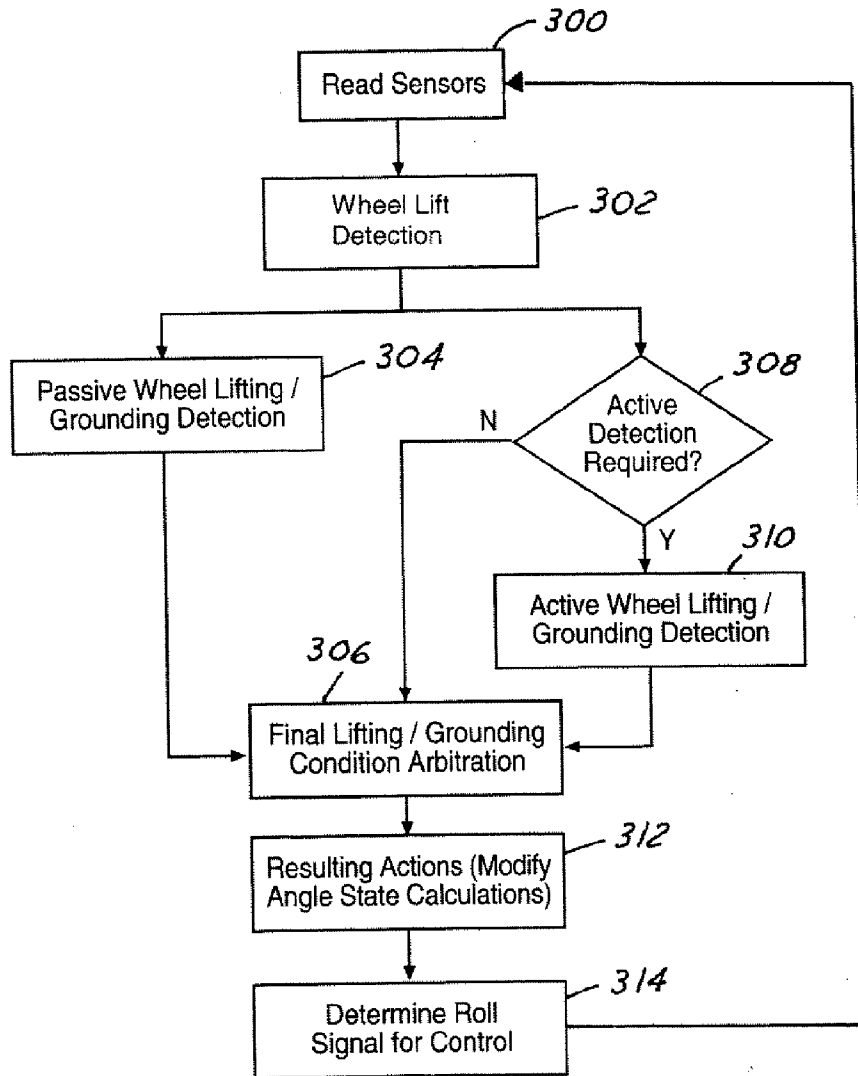 300
Read Sensors
Wheel Lift
Detection
302
304
Passive Wheel Lifting /
Grounding Detection
308
Active
Detection
Required?
N
Y
310
Active Wheel Lifting /
Grounding Detection
306
Final Lifting / Grounding
Condition Arbitration
312
Resulting Actions (Modify
Angle State Calculations)
314
Determine Roll
Signal for Control